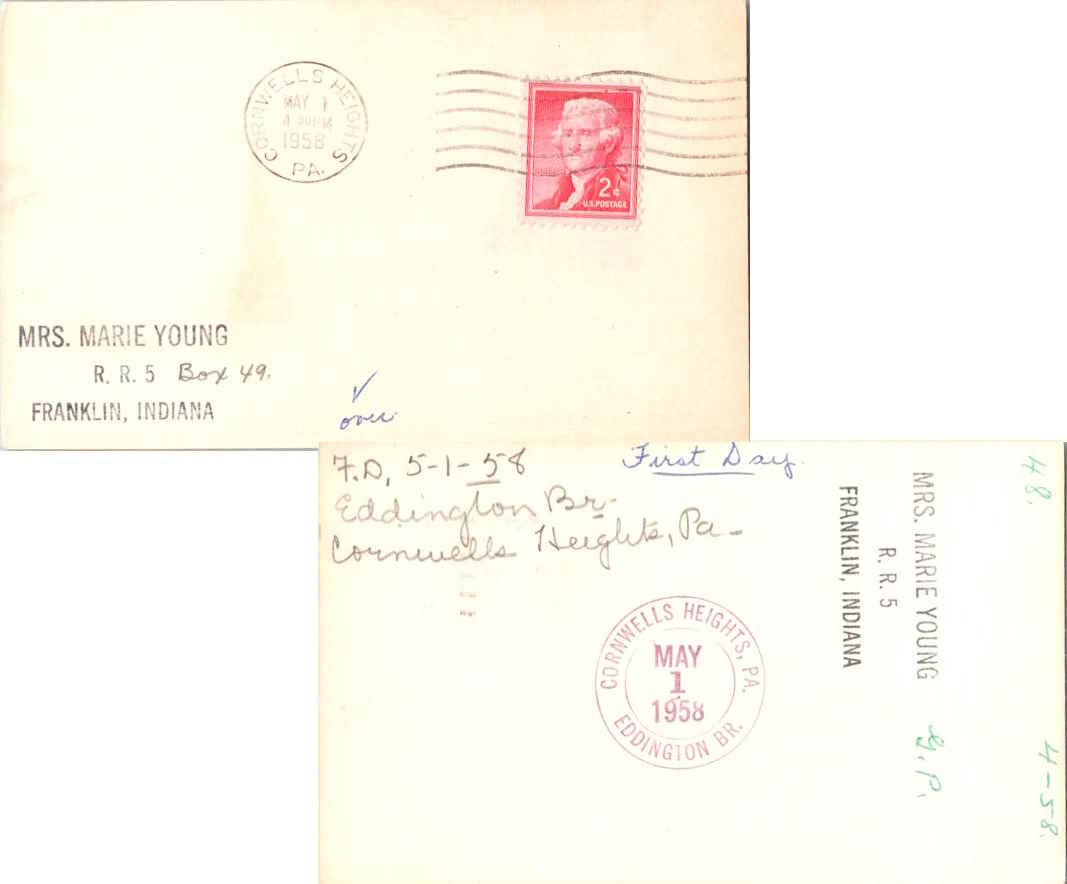 CORNWELLS HEIGHTS
MAY 1
1958
PA.
2¢
U.S. POSTAGE
MRS. MARIE YOUNG
R. R. 5 Box 49.
FRANKLIN, INDIANA
over
F.D, 5-1-58
First Day.
Eddington Br-
Cornwells Heights, Pa-
CORNWELLS HEIGHTS, PA.
MAY
1
1958
EDDINGTON BR.
MRS. MARIE YOUNG
R. R. 5
FRANKLIN, INDIANA
G.P.
48.
4-58.